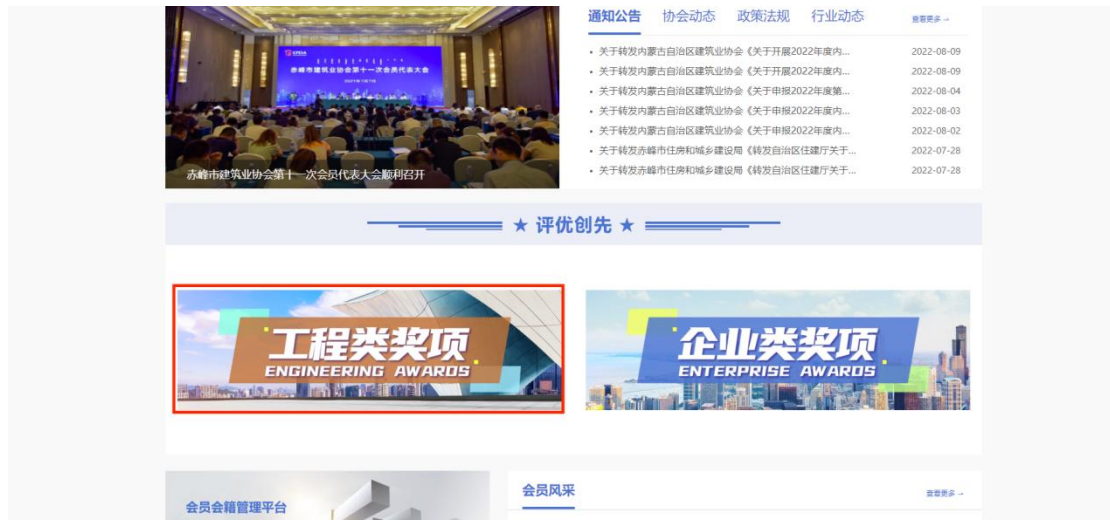 赤峰市建筑业协会第十一次会员代表大会
赤峰市建筑业协会第十一次会员代表大会顺利召开
通知公告 协会动态 政策法规 行业动态 查看更多 →
• 关于转发内蒙古自治区建筑业协会《关于开展2022年度内... 2022-08-09
• 关于转发内蒙古自治区建筑业协会《关于开展2022年度内... 2022-08-09
• 关于转发内蒙古自治区建筑业协会《关于申报2022年度第... 2022-08-04
• 关于转发内蒙古自治区建筑业协会《关于申报2022年度内... 2022-08-03
• 关于转发内蒙古自治区建筑业协会《关于申报2022年度内... 2022-08-02
• 关于转发赤峰市住房和城乡建设局《转发自治区住建厅关于... 2022-07-28
• 关于转发赤峰市住房和城乡建设局《转发自治区住建厅关于... 2022-07-28
★ 评优创先 ★
工程类奖项
ENGINEERING AWARDS
企业类奖项
ENTERPRISE AWARDS
会员会籍管理平台
会员风采 查看更多 →